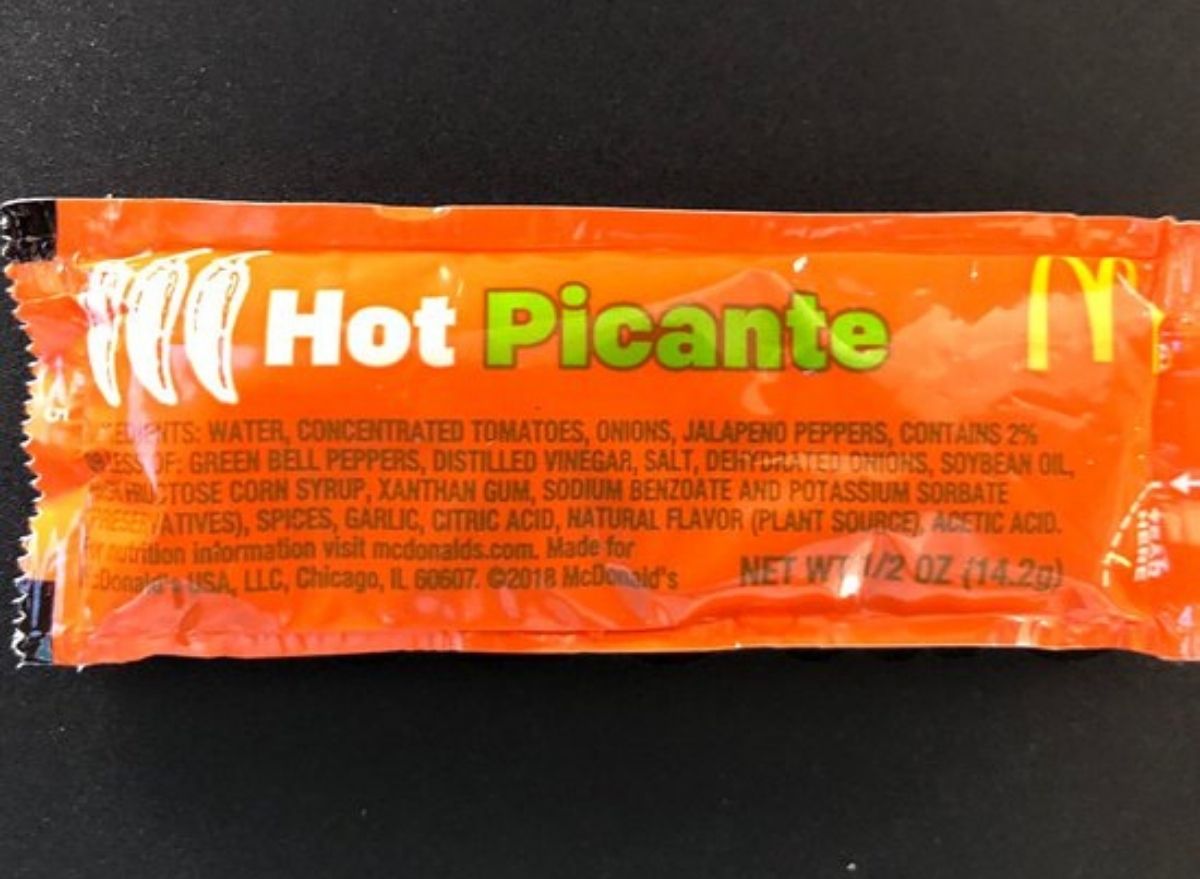 Hot Picante
WATER, CONCENTRATED TOMATOES, ONIONS, JALAPENO PEPPERS, CONTAINS 2%
OF: GREEN BELL PEPPERS, DISTILLED VINEGAR, SALT, DEHYDRATED ONIONS, SOYBEAN OIL,
CORN SYRUP, XANTHAN GUM, SODIUM BENZOATE AND POTASSIUM SORBATE
SPICES, GARLIC, CITRIC ACID, NATURAL FLAVOR (PLANT SOURCE), ACETIC ACID.
nutrition information visit mcdonalds.com. Made for
USA, LLC, Chicago, IL 60607. ©2018 McDonald's
NET WT 1/2 OZ (14.2g)